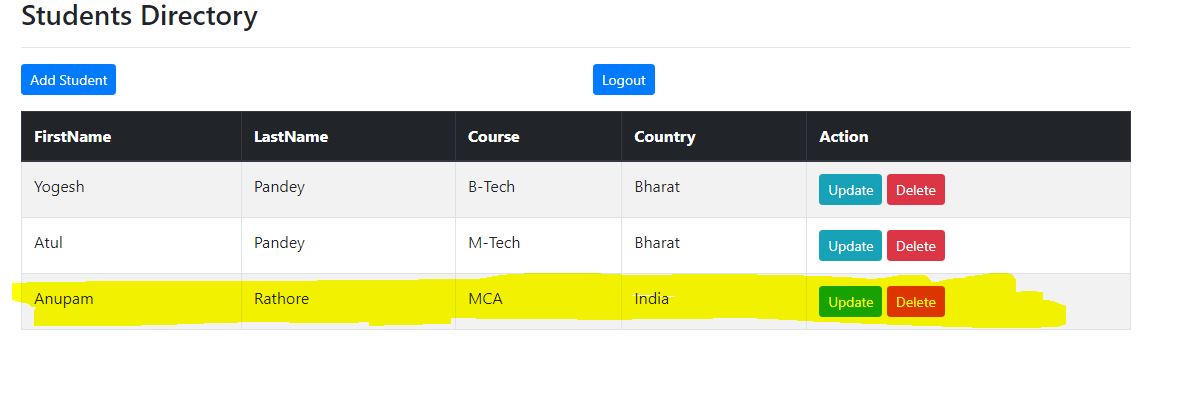 Students Directory
Add Student Logout
FirstName LastName Course Country Action
Yogesh Pandey B-Tech Bharat Update Delete
Atul Pandey M-Tech Bharat Update Delete
Anupam Rathore MCA India Update Delete